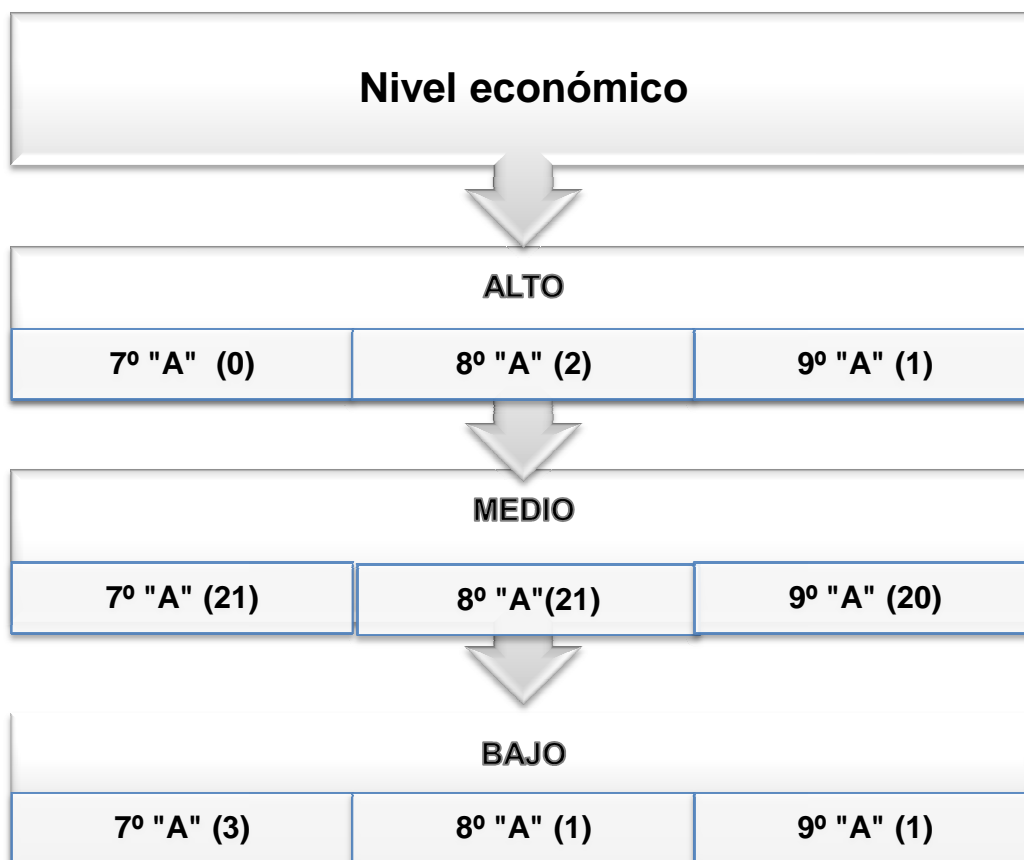 Nivel económico
ALTO
7º "A"  (0) 8º "A" (2) 9º "A" (1)
MEDIO
7º "A" (21) 8º "A"(21) 9º "A" (20)
BAJO
7º "A" (3) 8º "A" (1) 9º "A" (1)